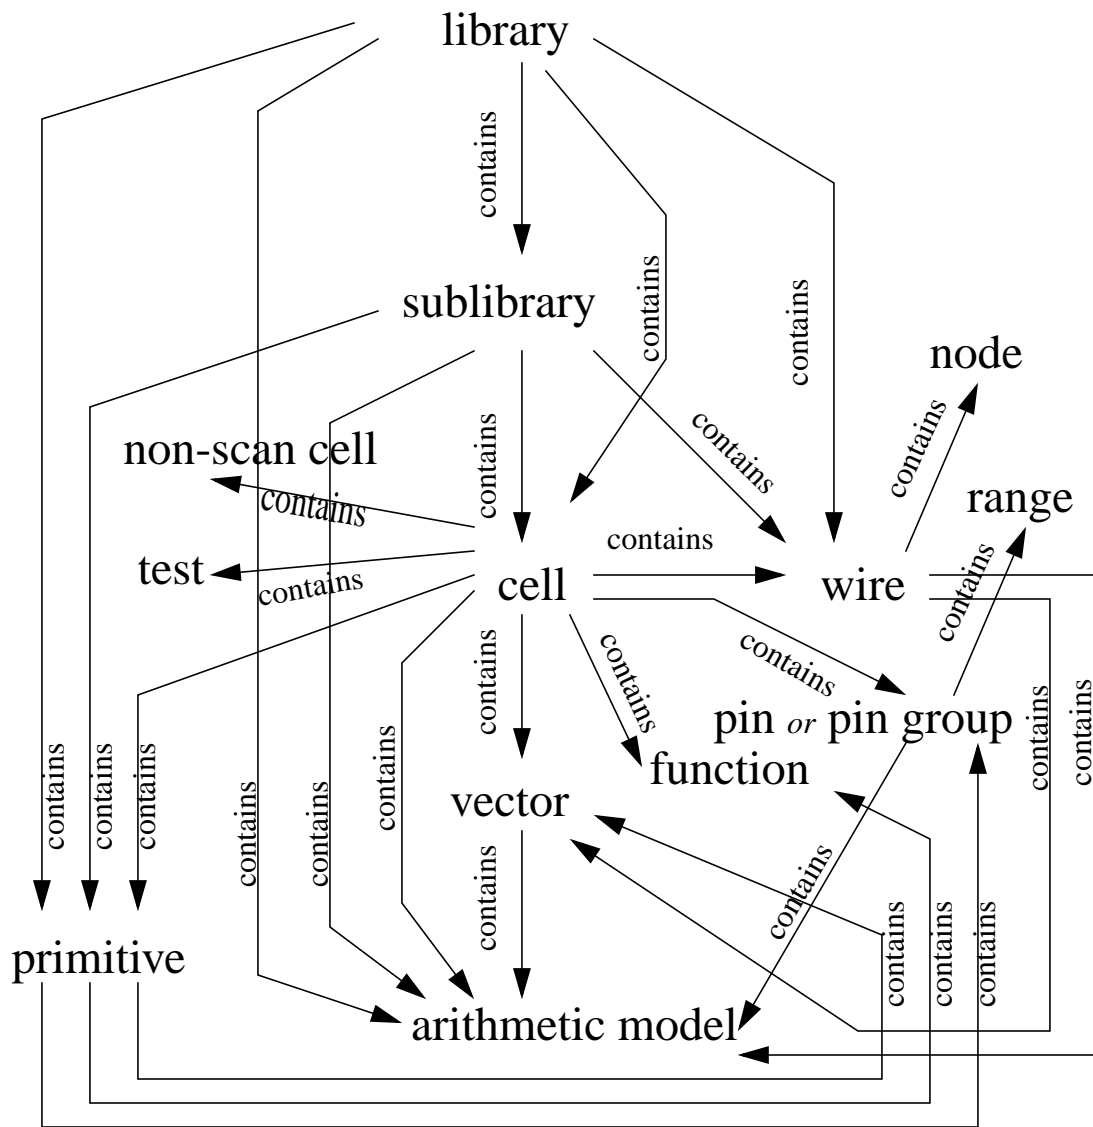 library
contains
contains
contains
sublibrary
node
contains
contains
contains
non-scan cell
contains
range
contains
test
contains
contains
cell
wire
contains
contains
contains
contains
contains
pin or pin group
function
contains
contains
vector
contains
contains
contains
contains
contains
contains
contains
contains
contains
contains
contains
primitive
arithmetic model